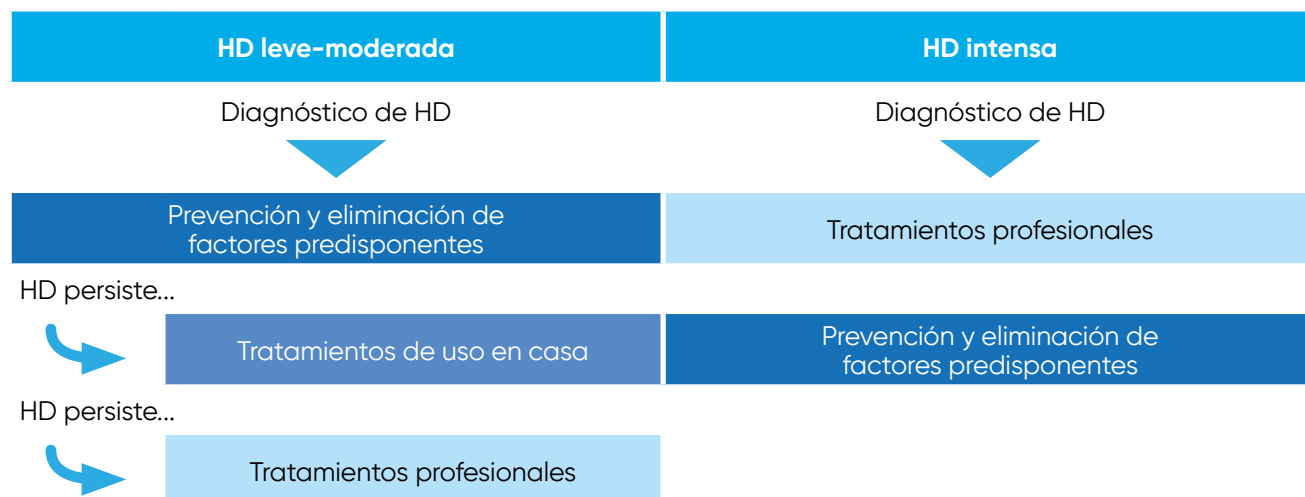 HD leve-moderada
HD intensa
Diagnóstico de HD
Diagnóstico de HD
Prevención y eliminación de
factores predisponentes
Tratamientos profesionales
HD persiste...
Tratamientos de uso en casa
Prevención y eliminación de
factores predisponentes
HD persiste...
Tratamientos profesionales